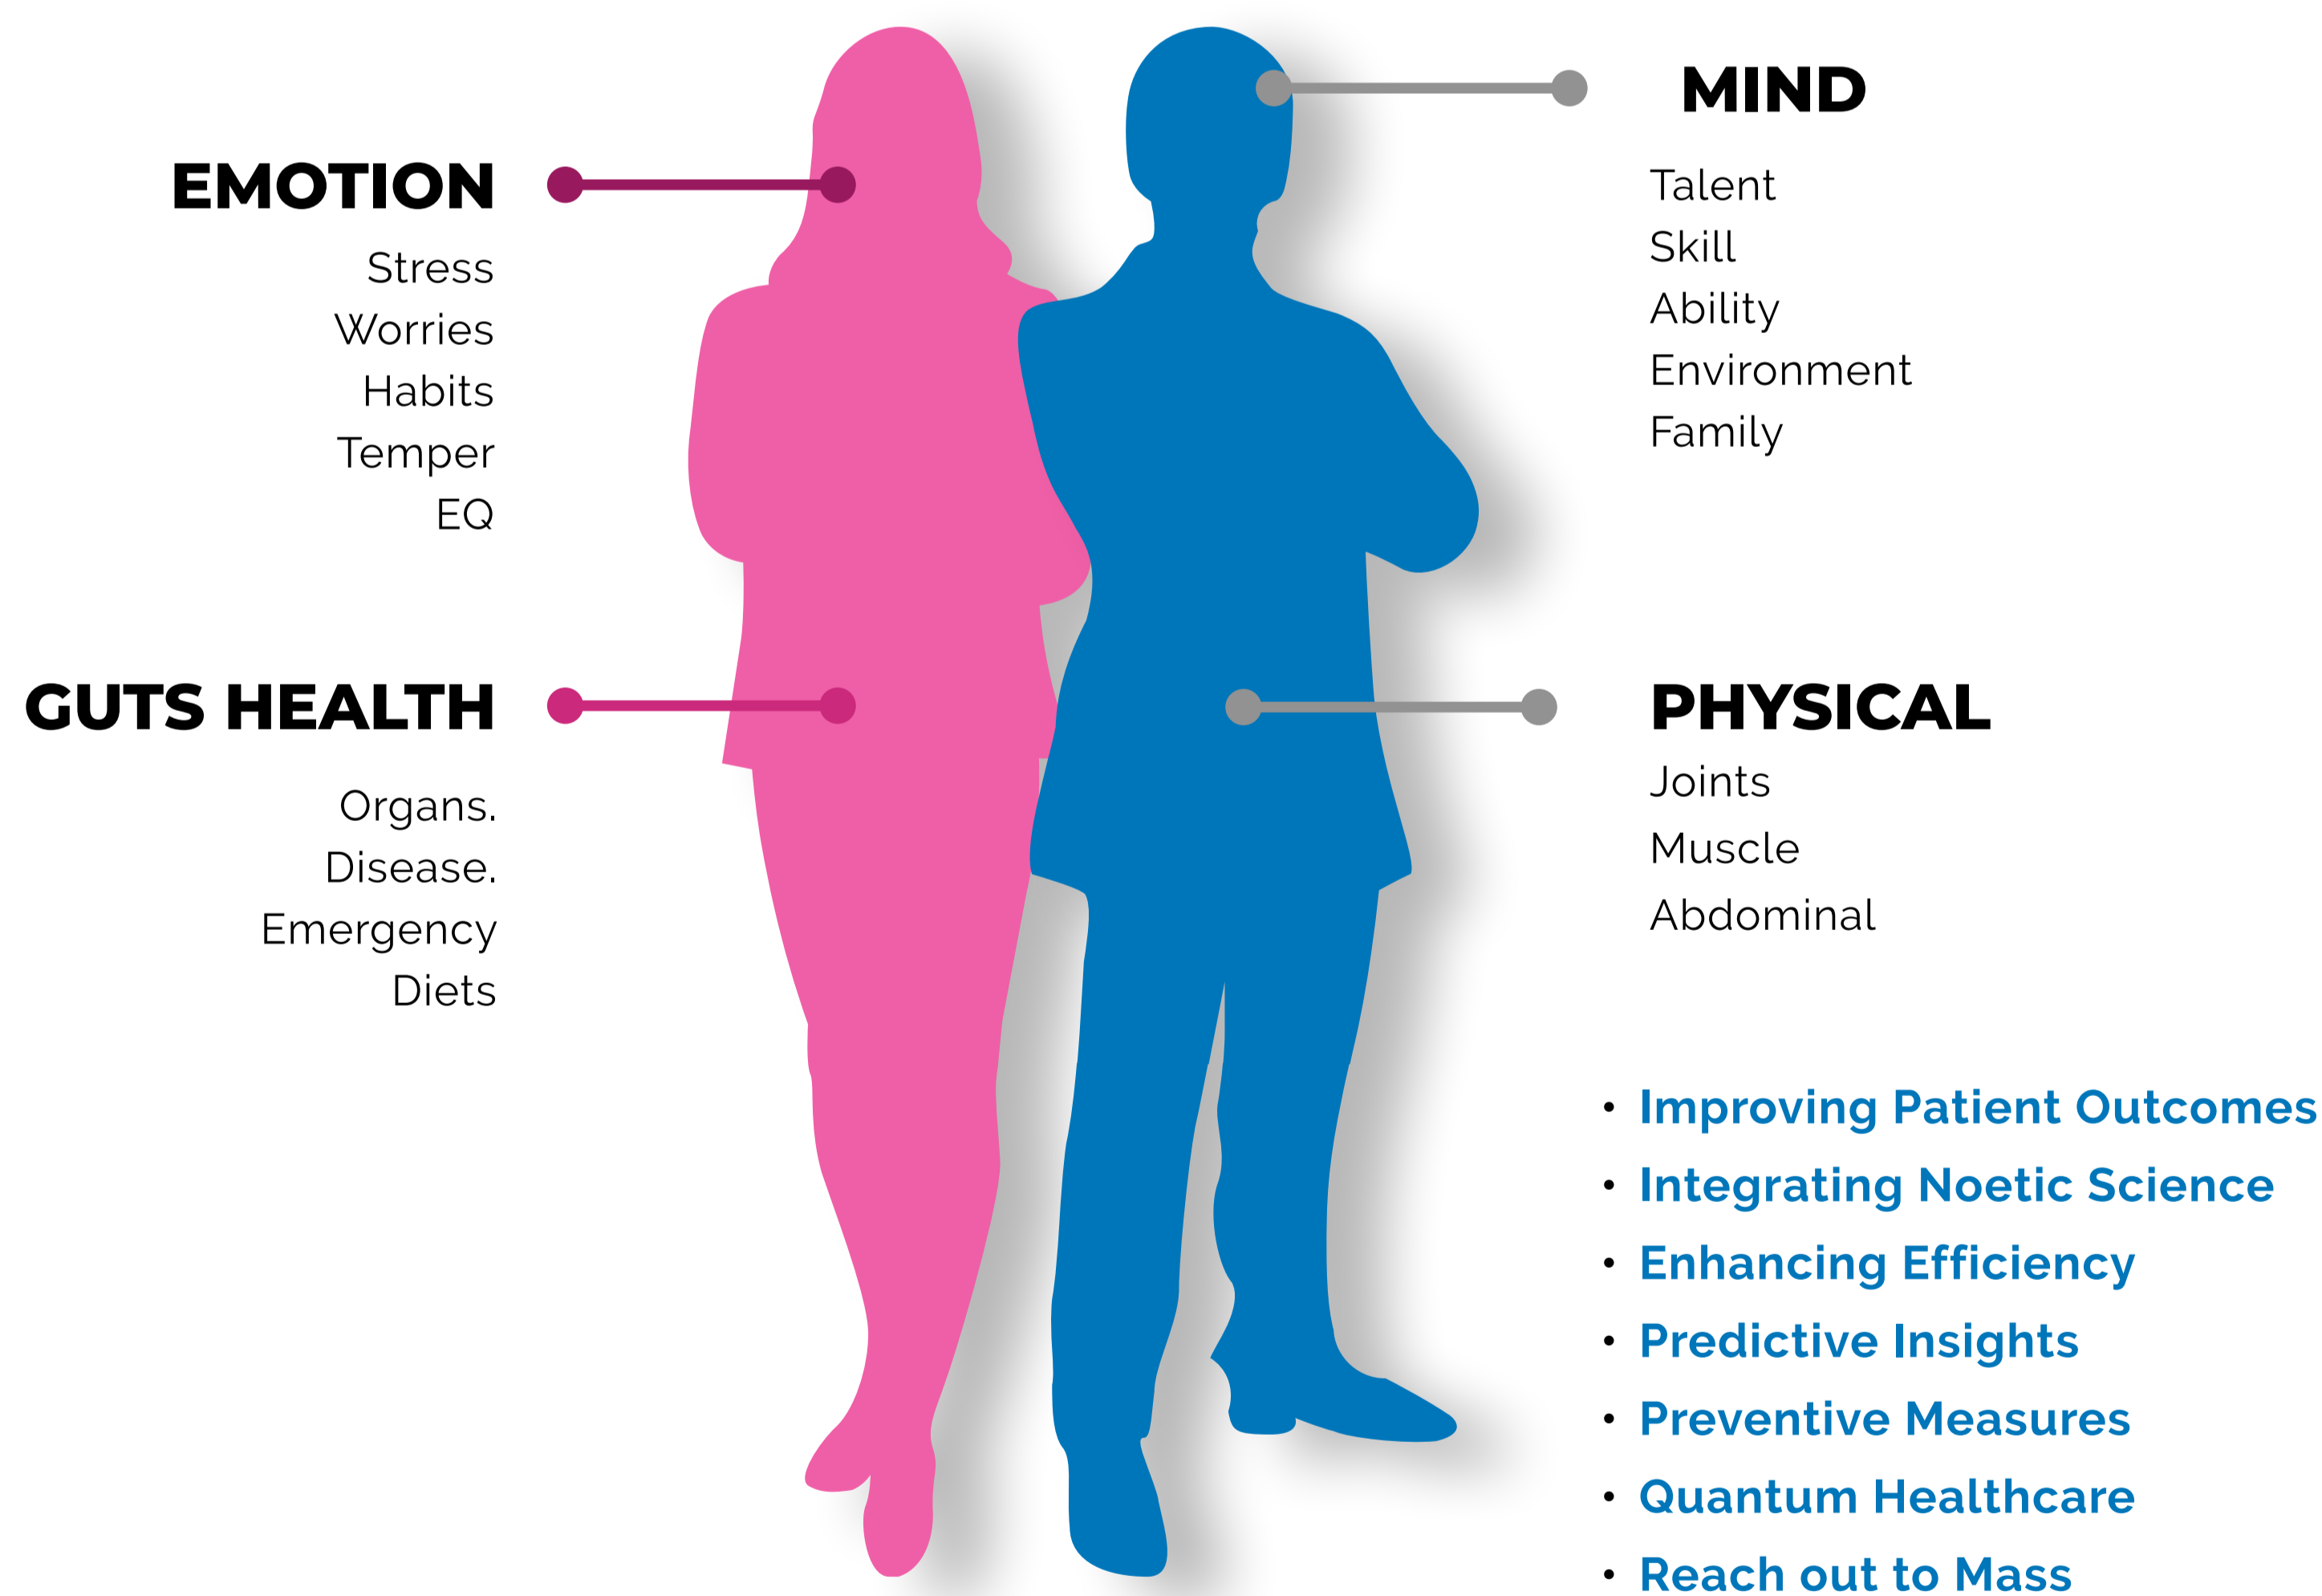 EMOTION
Stress
Worries
Habits
Temper
EQ
GUTS HEALTH
Organs.
Disease.
Emergency
Diets
MIND
Talent
Skill
Ability
Environment
Family
PHYSICAL
Joints
Muscle
Abdominal
• Improving Patient Outcomes
• Integrating Noetic Science
• Enhancing Efficiency
• Predictive Insights
• Preventive Measures
• Quantum Healthcare
• Reach out to Mass